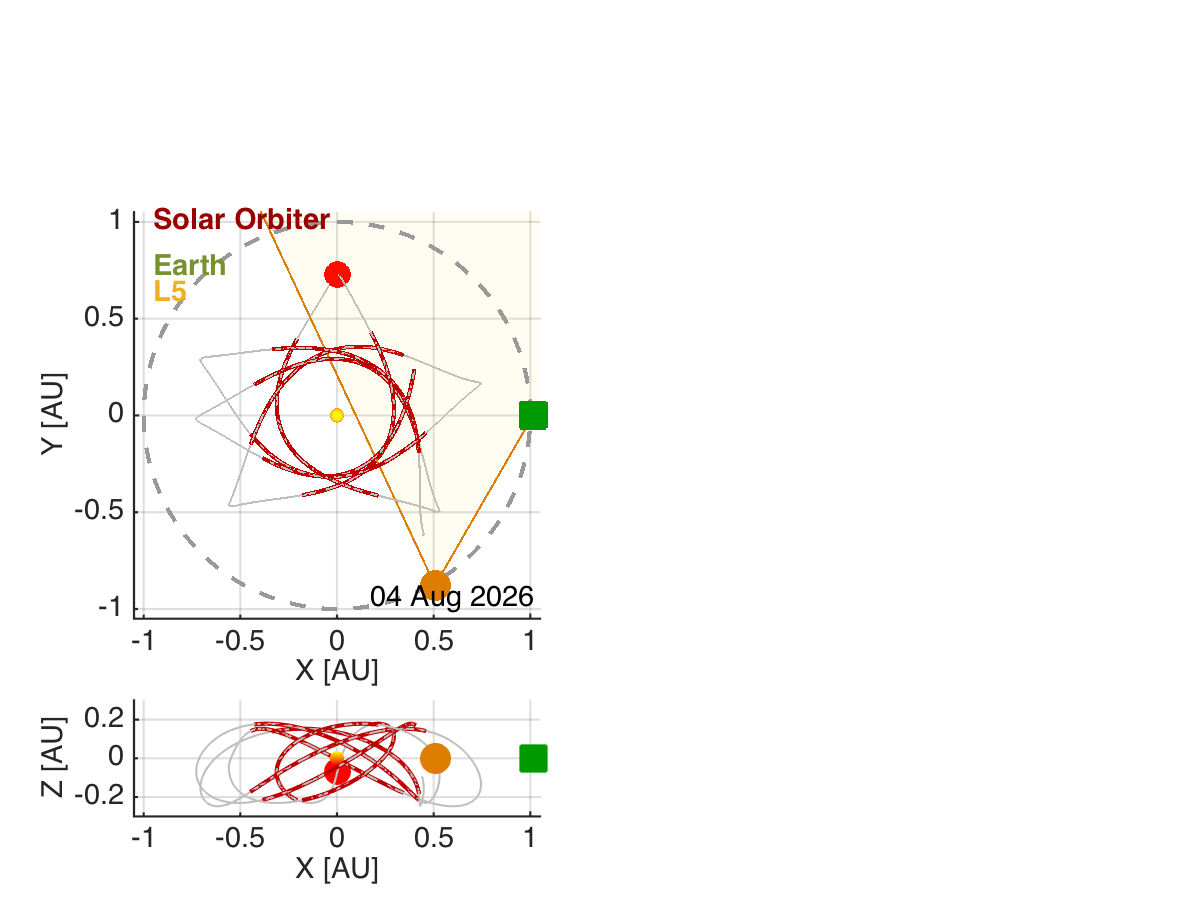 Solar Orbiter
Earth
L5
1
0.5
0
-0.5
-1
Y [AU]
04 Aug 2026
-1 -0.5 0 0.5 1
X [AU]
0.2
0
-0.2
Z [AU]
-1 -0.5 0 0.5 1
X [AU]